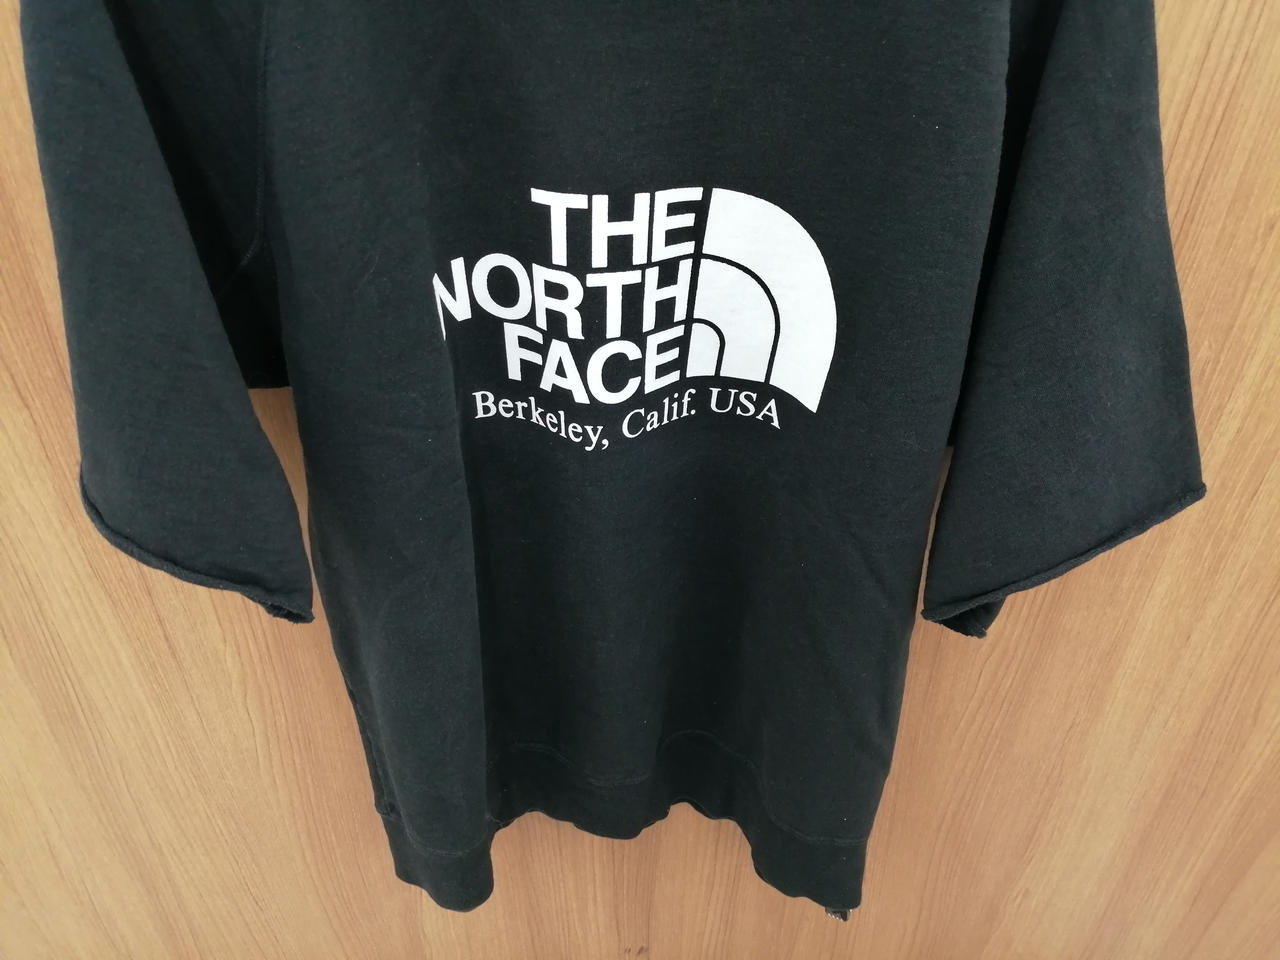 THE
NORTH
FACE
Berkeley, Calif. USA